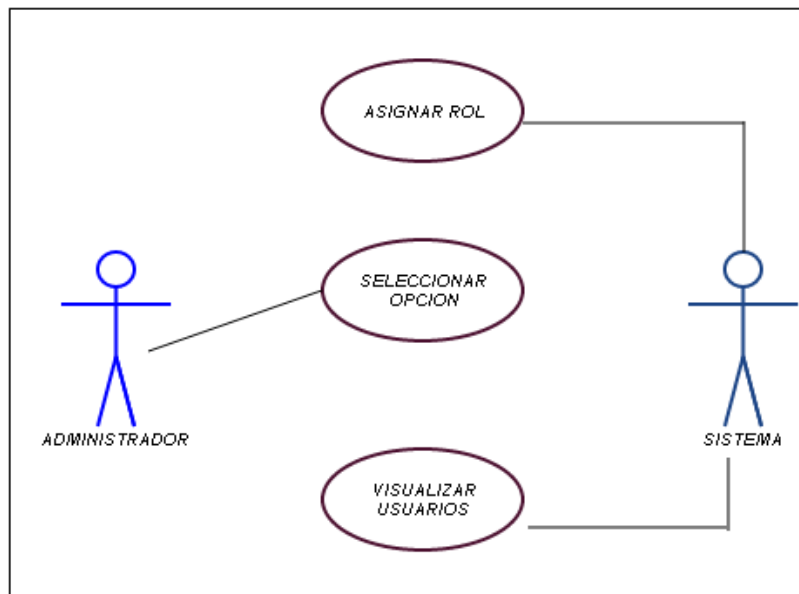 ASIGNAR ROL
SELECCIONAR
OPCION
ADMINISTRADOR
SISTEMA
VISUALIZAR
USUARIOS